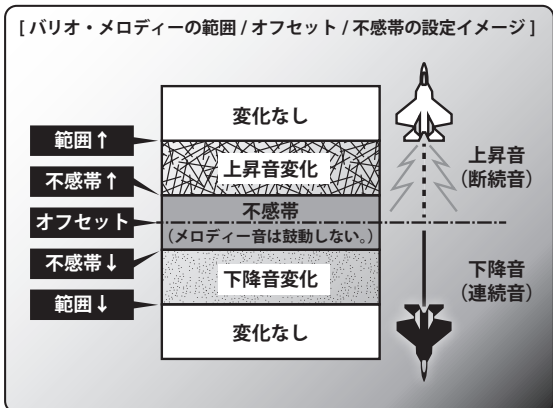 [ バリオ・メロディーの範囲 / オフセット / 不感帯の設定イメージ ]
変化なし
範囲↑
上昇音変化
上昇音
(断続音)
不感帯↑
不感帯
オフセット
(メロディー音は鼓動しない。)
不感帯↓
下降音変化
下降音
(連続音)
範囲↓
変化なし